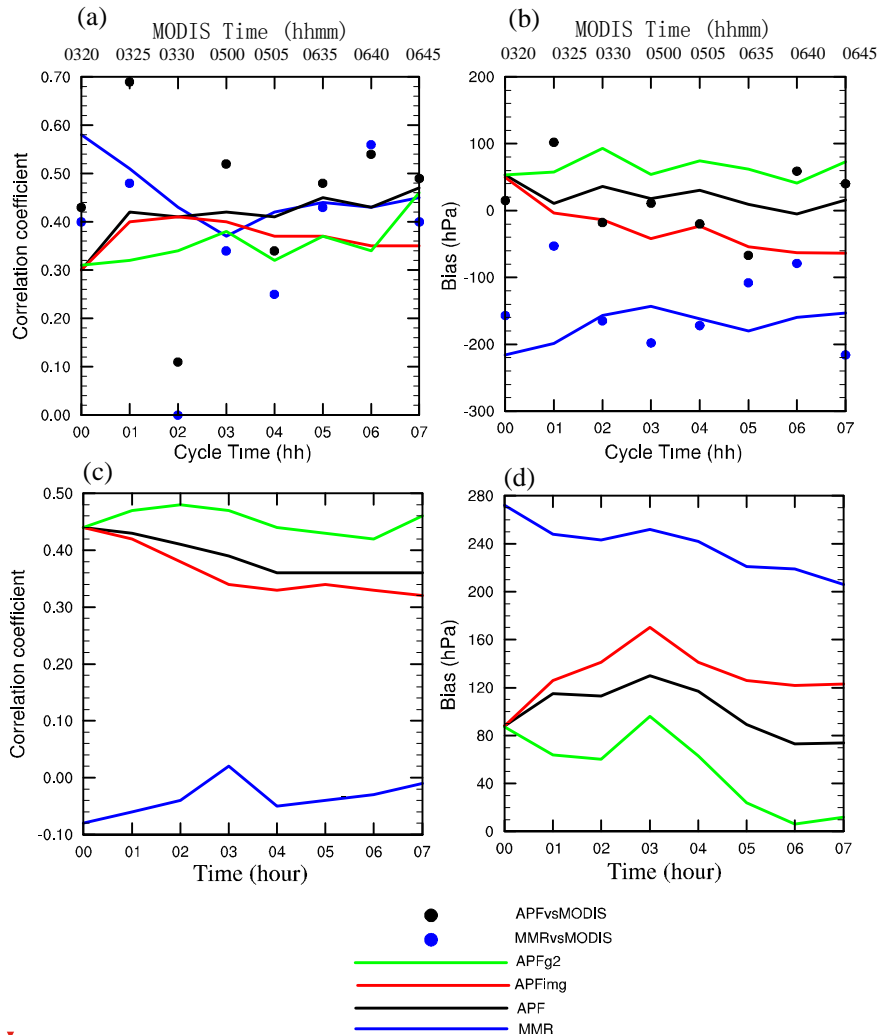 (a)
MODIS Time (hhmm)
0320 0325 0330 0500 0505 0635 0640 0645
0.70
0.60
0.50
0.40
0.30
0.20
0.10
0.00
Correlation coefficient
00 01 02 03 04 05 06 07
Cycle Time (hh)
(b)
MODIS Time (hhmm)
0320 0325 0330 0500 0505 0635 0640 0645
200
100
0
-100
-200
-300
Bias (hPa)
00 01 02 03 04 05 06 07
Cycle Time (hh)
(c)
0.50
0.40
0.30
0.20
0.10
0.00
-0.10
Correlation coefficient
00 01 02 03 04 05 06 07
Time (hour)
(d)
280
240
200
160
120
80
40
0
Bias (hPa)
00 01 02 03 04 05 06 07
Time (hour)
APFvsMODIS
MMRvsMODIS
APFg2
APFimg
APF
MMR